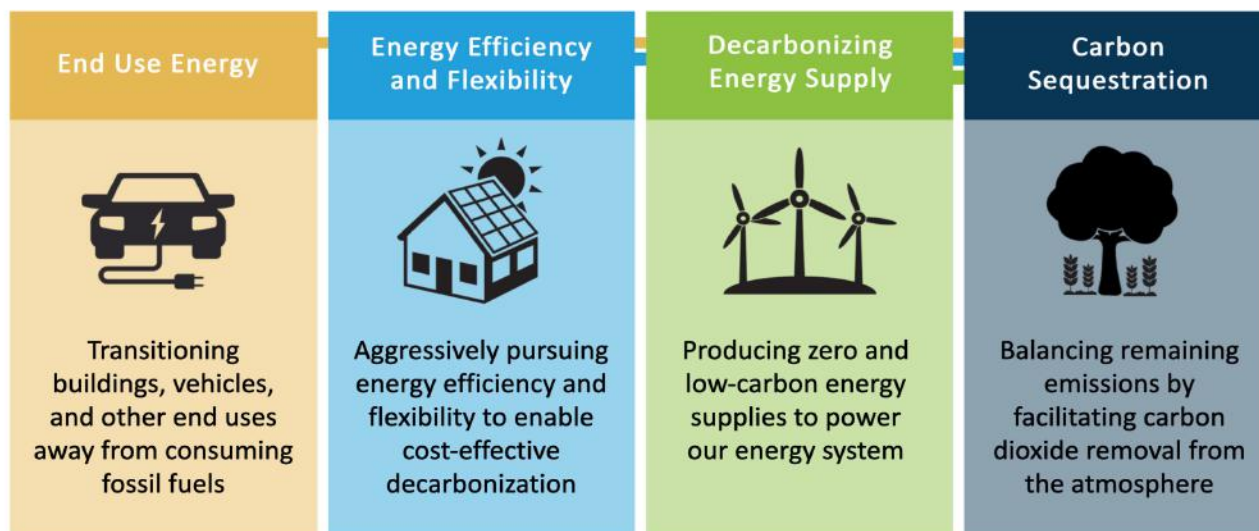 End Use Energy
Transitioning
buildings, vehicles,
and other end uses
away from consuming
fossil fuels
Energy Efficiency
and Flexibility
Aggressively pursuing
energy efficiency and
flexibility to enable
cost-effective
decarbonization
Decarbonizing
Energy Supply
Producing zero and
low-carbon energy
supplies to power
our energy system
Carbon
Sequestration
Balancing remaining
emissions by
facilitating carbon
dioxide removal from
the atmosphere